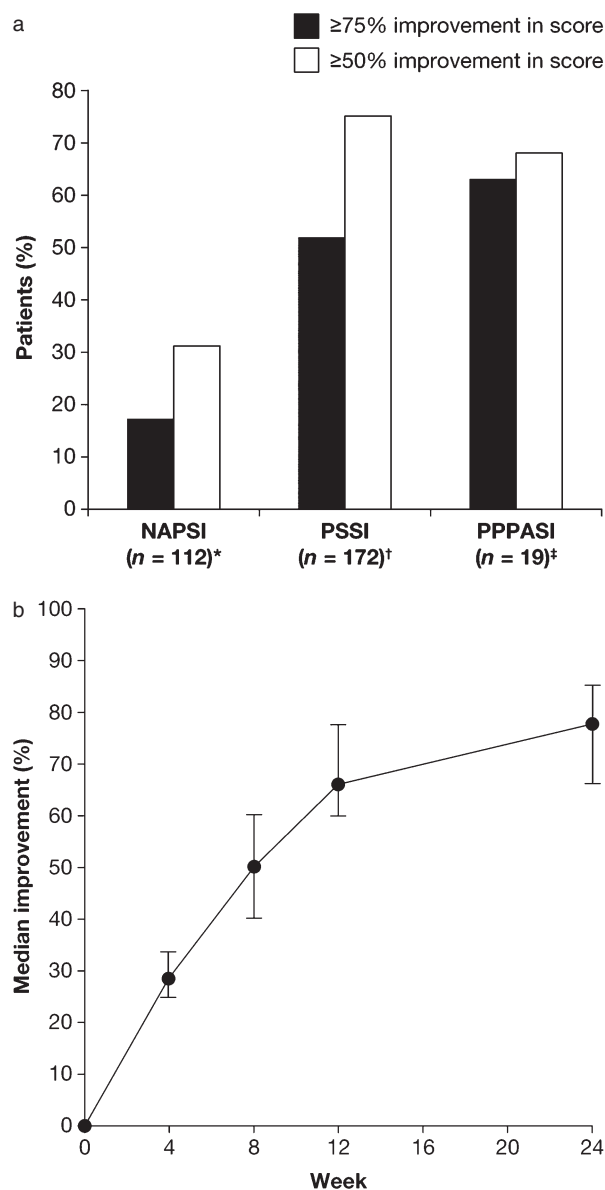 a
≥75% improvement in score
≥50% improvement in score
80
70
60
50
40
30
20
10
0
Patients (%)
NAPSI PSSI PPPASI
(n = 112)* (n = 172)† (n = 19)‡
b
100
90
80
70
60
50
40
30
20
10
0
Median improvement (%)
0 4 8 12 16 20 24
Week